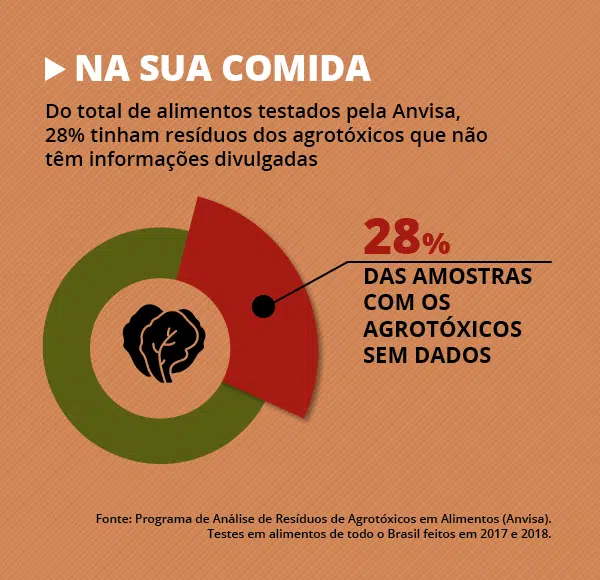 NA SUA COMIDA
Do total de alimentos testados pela Anvisa,
28% tinham resíduos dos agrotóxicos que não
têm informações divulgadas
28%
DAS AMOSTRAS
COM OS
AGROTÓXICOS
SEM DADOS
Fonte: Programa de Análise de Resíduos de Agrotóxicos em Alimentos (Anvisa).
Testes em alimentos de todo o Brasil feitos em 2017 e 2018.